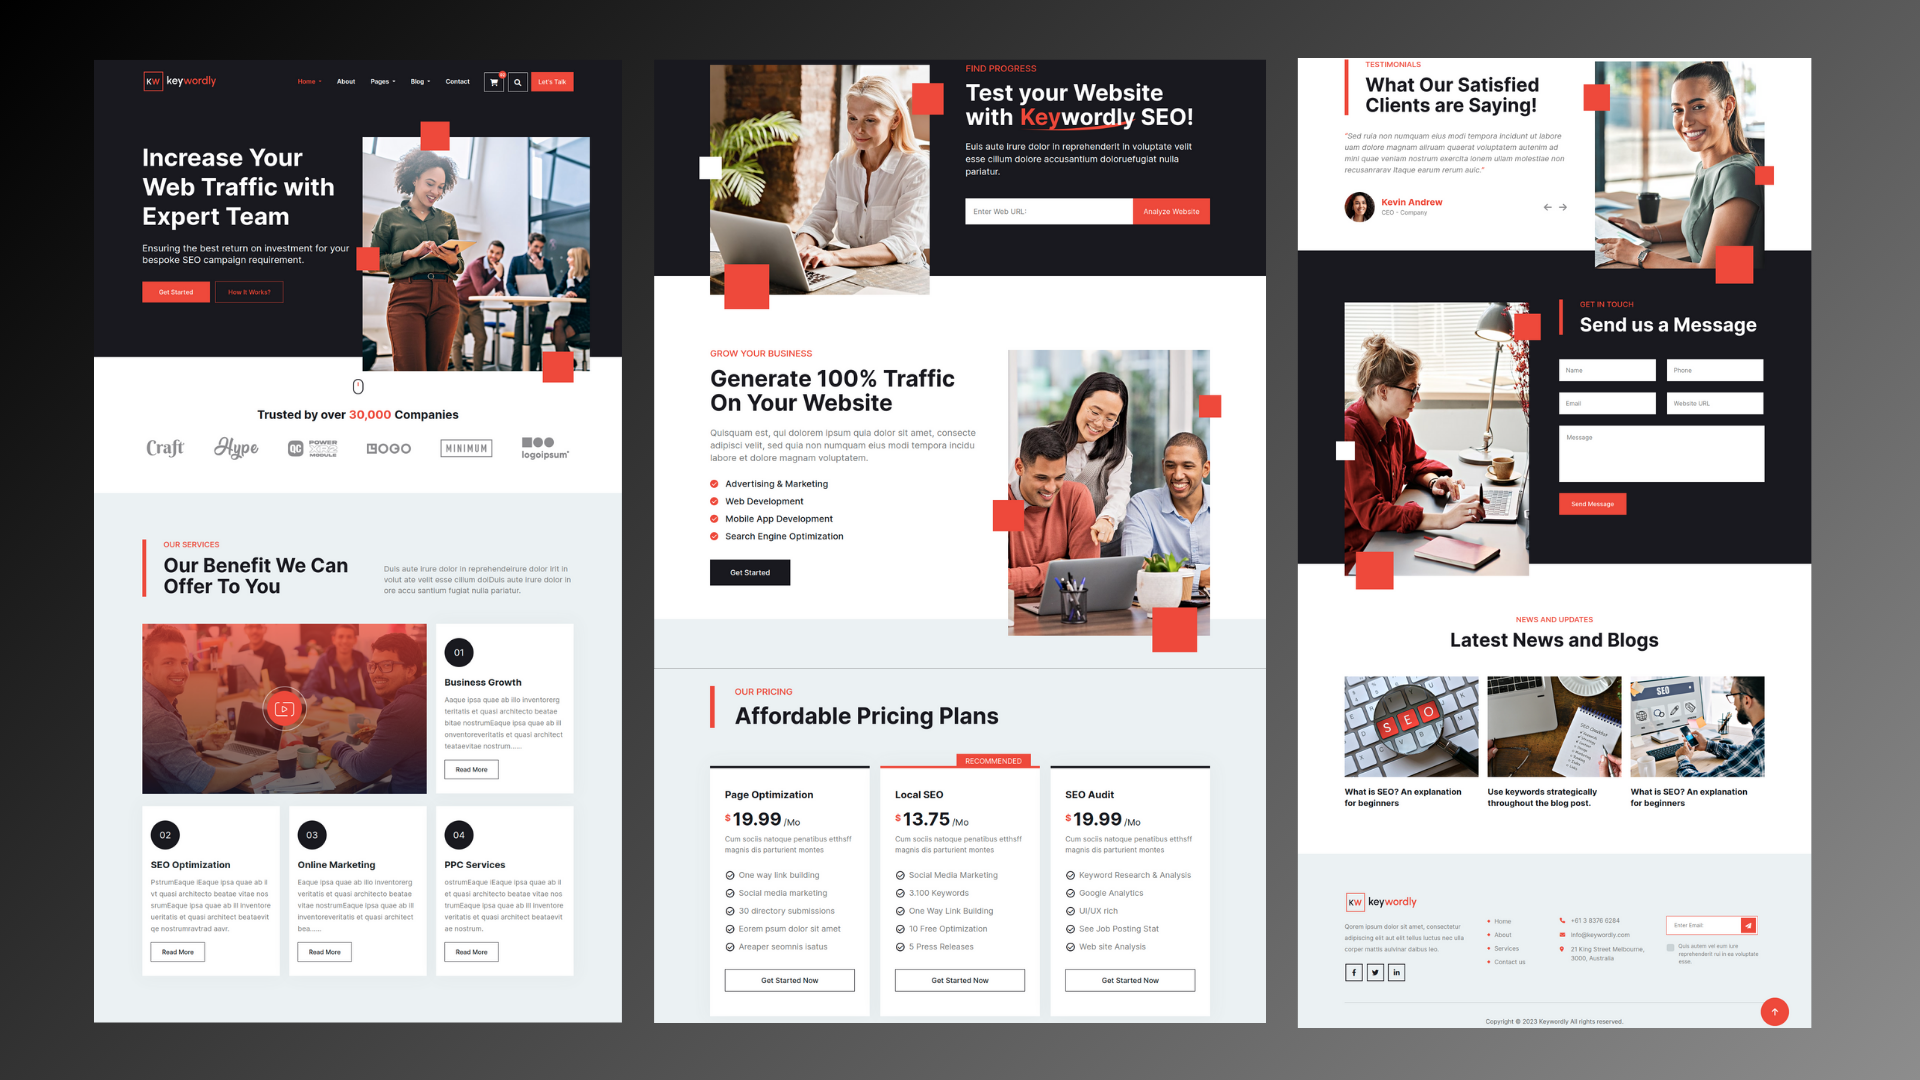 KW keywordly
Home
About
Pages
Blog
Contact
Let's Talk
Increase Your
Web Traffic with
Expert Team
Ensuring the best return on investment for your
bespoke SEO campaign requirement.
Get Started
How It Works?
Trusted by over 30,000 Companies
Craft
Hype
QC POWER
MODULE
LOGO
MINIMUM
logoipsum
OUR SERVICES
Our Benefit We Can
Offer To You
Duis aute irure dolor in reprehendeirure dolor irit in
volut ate velit esse cillum dolDuis aute irure dolor in
ore accu santium fugiat nulla pariatur.
01
Business Growth
Aaque ipsa quae ab illo inventorerg
teritatis et quasi architecto beatae
bitae nostrumEaque ipsa quae ab ill
onventoreveritatis et quasi architect
teataevitae nostrum.....
Read More
02
SEO Optimization
PstrumEaque iEaque ipsa quae ab il
vt quasi architecto beatae vitae nos
srumEaque ipsa quae ab ill inventore
ueritatis et quasi architect beataevit
qe nostrumravtrad aavr.
Read More
03
Online Marketing
Eaque ipsa quae ab illo inventorerg
veritatis et quasi architecto beatae
vitae nostrumEaque ipsa quae ab ill
inventoreveritatis et quasi architect
bea......
Read More
04
PPC Services
ostrumEaque iEaque ipsa quae ab il
et quasi architecto beatae vitae nos
trumEaque ipsa quae ab ill inventore
veritatis et quasi architect beataevit
ae nostrum.
Read More
FIND PROGRESS
Test your Website
with Keywordly SEO!
Euis aute irure dolor in reprehenderit in voluptate velit
esse cillum dolore accusantium doloruefugiat nulla
pariatur.
Enter Web URL:
Analyze Website
GROW YOUR BUSINESS
Generate 100% Traffic
On Your Website
Quisquam est, qui dolorem ipsum quia dolor sit amet, consecte
adipisci velit, sed quia non numquam eius modi tempora incidu
labore et dolore magnam voluptatem.
Advertising & Marketing
Web Development
Mobile App Development
Search Engine Optimization
Get Started
OUR PRICING
Affordable Pricing Plans
Page Optimization
$19.99 /Mo
Cum sociis natoque penatibus etthsff
magnis dis parturient montes
One way link building
Social media marketing
30 directory submissions
Eorem psum dolor sit amet
Areaper seomnis isatus
Get Started Now
RECOMMENDED
Local SEO
$13.75 /Mo
Cum sociis natoque penatibus etthsff
magnis dis parturient montes
Social Media Marketing
3.100 Keywords
One Way Link Building
10 Free Optimization
5 Press Releases
Get Started Now
SEO Audit
$19.99 /Mo
Cum sociis natoque penatibus etthsff
magnis dis parturient montes
Keyword Research & Analysis
Google Analytics
UI/UX rich
See Job Posting Stat
Web site Analysis
Get Started Now
TESTIMONIALS
What Our Satisfied
Clients are Saying!
"Sed ruia non numquam eius modi tempora incidunt ut labore
uam dolore magnam aliruam quaerat voluptatem autenim ad
mini quae veniam nostrum exercita lonem ullam molestiae non
recusanrarav itaque earum rerum auic."
Kevin Andrew
CEO - Company
GET IN TOUCH
Send us a Message
Name
Phone
Email
Website URL
Message
Send Message
NEWS AND UPDATES
Latest News and Blogs
SEO
SEO
What is SEO? An explanation
for beginners
Use keywords strategically
throughout the blog post.
What is SEO? An explanation
for beginners
KW keywordly
Qorem ipsum dolor sit amet, consectetur
adipiscing elit aut elit tellus luctus nec ulla
corper mattis aulvinar daibus leo.
Home
About
Services
Contact us
+61 3 8376 6284
info@keywordly.com
21 King Street Melbourne,
3000, Australia
Enter Email
Quis autem vel eum iure
reprehenderit rui in ea voluptate
esse.
Copyright © 2023 Keywordly All rights reserved.